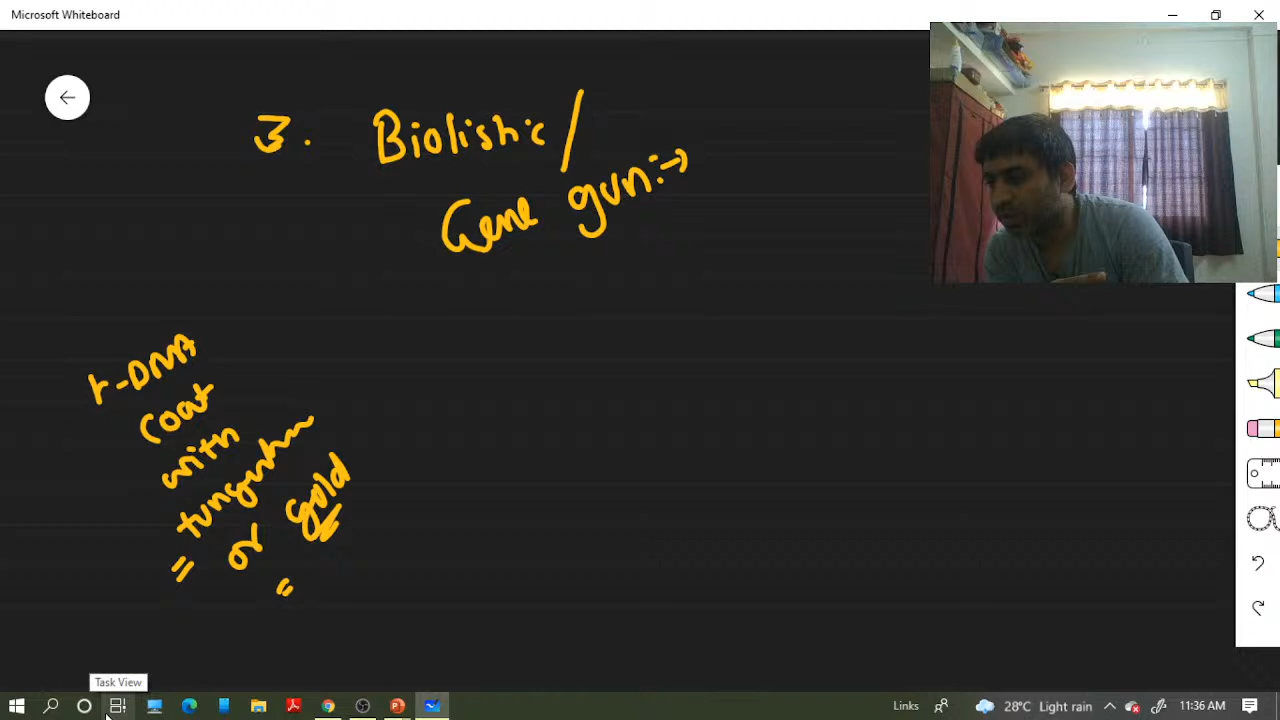 Microsoft Whiteboard
3. Biolistic /
Gene gun:→
r-DNA
coat
with
tungsten
or gold
Task View
Links
28°C Light rain
11:36 AM